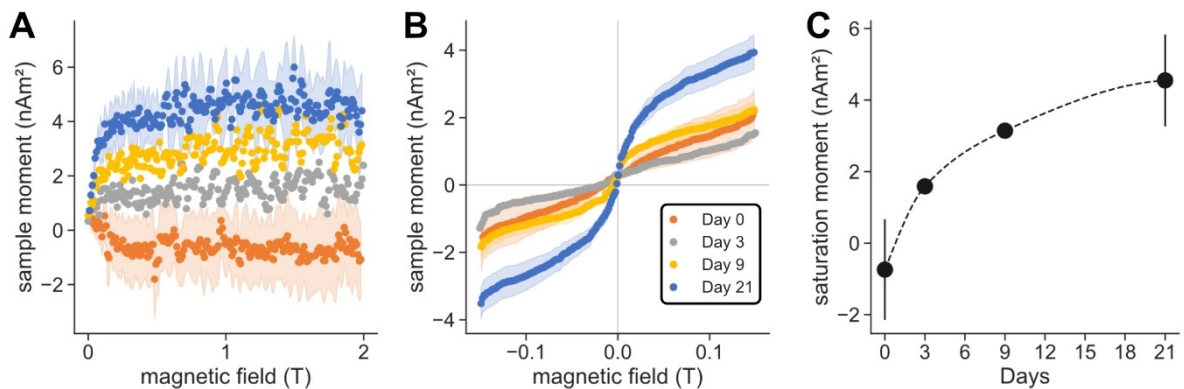 A
sample moment (nAm²)
6
4
2
0
−2
0
1
2
magnetic field (T)
B
sample moment (nAm²)
4
2
0
−2
−4
−0.1
0.0
0.1
magnetic field (T)
Day 0
Day 3
Day 9
Day 21
C
saturation moment (nAm²)
6
4
2
0
−2
0 3 6 9 12 15 18 21
Days